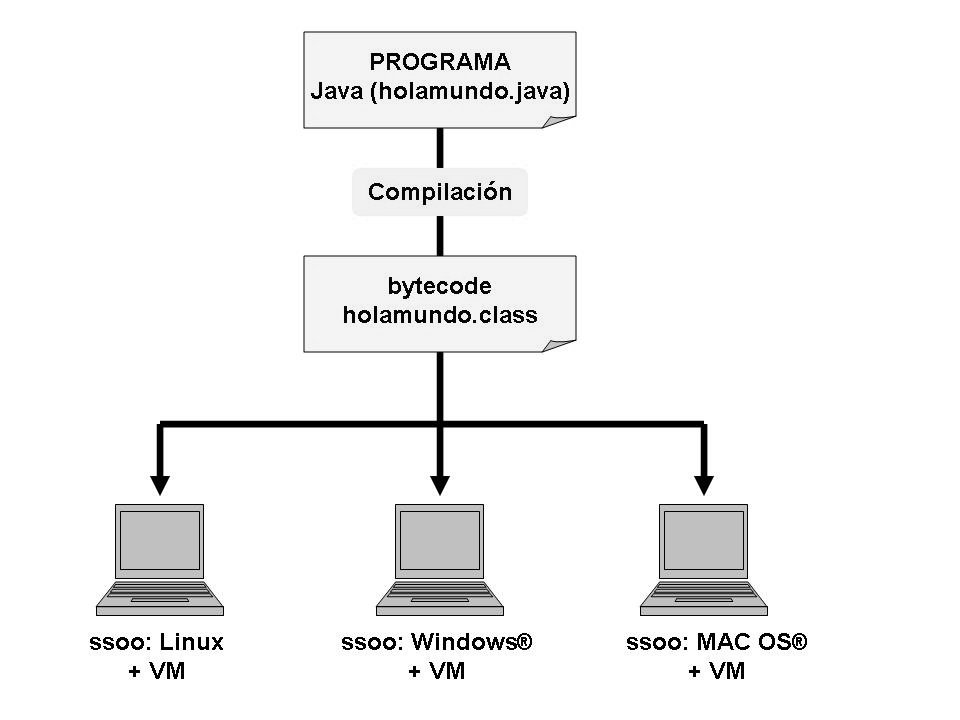 PROGRAMA
Java (holamundo.java)
Compilación
bytecode
holamundo.class
ssoo: Linux
+ VM
ssoo: Windows®
+ VM
ssoo: MAC OS®
+ VM